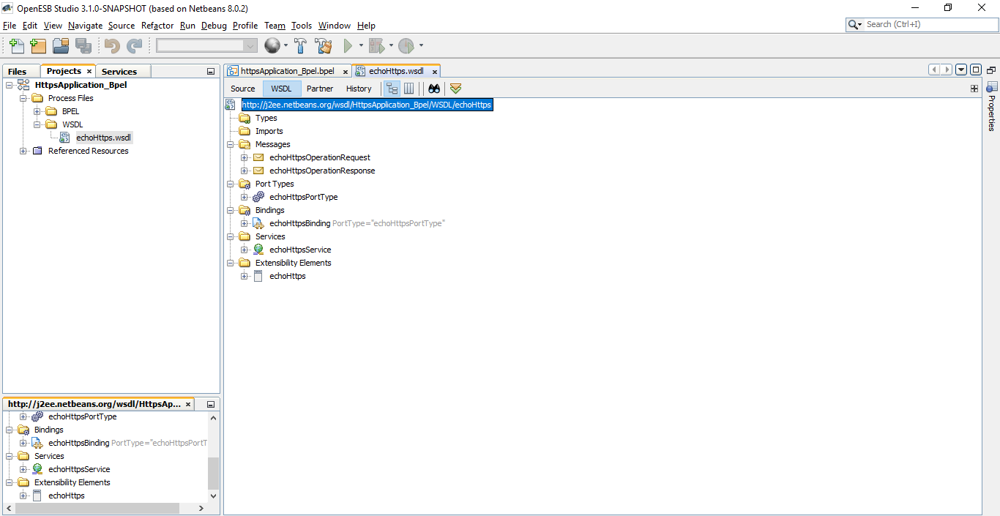 OpenESB Studio 3.1.0-SNAPSHOT (based on Netbeans 8.0.2)
File Edit View Navigate Source Refactor Run Debug Profile Team Tools Window Help
Search (Ctrl+I)
Files Projects Services
HttpsApplication_Bpel
Process Files
BPEL
WSDL
echoHttps.wsdl
Referenced Resources
httpsApplication_Bpel.bpel echoHttps.wsdl
Source WSDL Partner History
http://j2ee.netbeans.org/wsdl/HttpsApplication_Bpel/WSDL/echoHttps
Types
Imports
Messages
echoHttpsOperationRequest
echoHttpsOperationResponse
Port Types
echoHttpsPortType
Bindings
echoHttpsBinding PortType="echoHttpsPortType"
Services
echoHttpsService
Extensibility Elements
echoHttps
Properties
http://j2ee.netbeans.org/wsdl/HttpsAp...
echoHttpsPortType
Bindings
echoHttpsBinding PortType="echoHttpsPortT
Services
echoHttpsService
Extensibility Elements
echoHttps